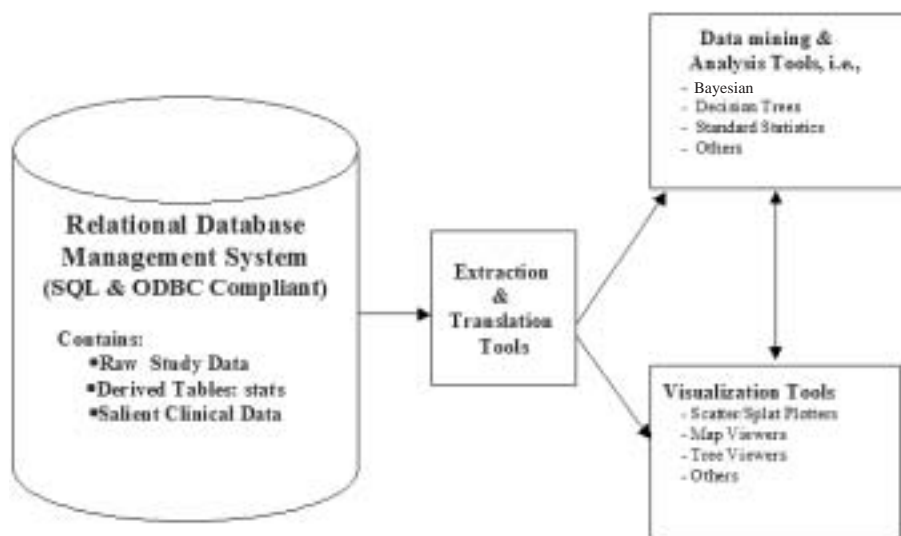 Relational Database
Management System
(SQL & ODBC Compliant)
Contains:
•Raw Study Data
•Derived Tables: stats
•Salient Clinical Data
Extraction
&
Translation
Tools
Data mining &
Analysis Tools, i.e.,
- Bayesian
- Decision Trees
- Standard Statistics
- Others
Visualization Tools
- Scatter/Splat Plotters
- Map Viewers
- Tree Viewers
- Others